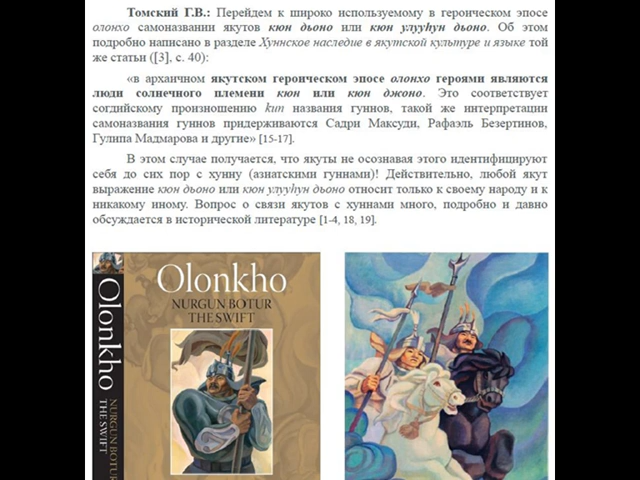 Томский Г.В.: Перейдем к широко используемому в героическом эпосе
олонхо самоназвании якутов кюн дьоно или кюн улууһун дьоно. Об этом
подробно написано в разделе Хуннское наследие в якутской культуре и языке той
же статьи ([3], с. 40):
«в архаичном якутском героическом эпосе олонхо героями являются
люди солнечного племени кюн или кюн джоно. Это соответствует
согдийскому произношению kun названия гуннов, такой же интерпретации
самоназвания гуннов придерживаются Садри Максуди, Рафаэль Безертинов,
Гулипа Мадмарова и другие» [15-17].
В этом случае получается, что якуты не осознавая этого идентифицируют
себя до сих пор с хунну (азиатскими гуннами)! Действительно, любой якут
выражение кюн дьоно или кюн улууһун дьоно относит только к своему народу и к
никакому иному. Вопрос о связи якутов с хуннами много, подробно и давно
обсуждается в исторической литературе [1-4, 18, 19].
Olonkho
NURGUN BOTUR
THE SWIFT
Olonkho
NURGUN BOTUR
THE SWIFT